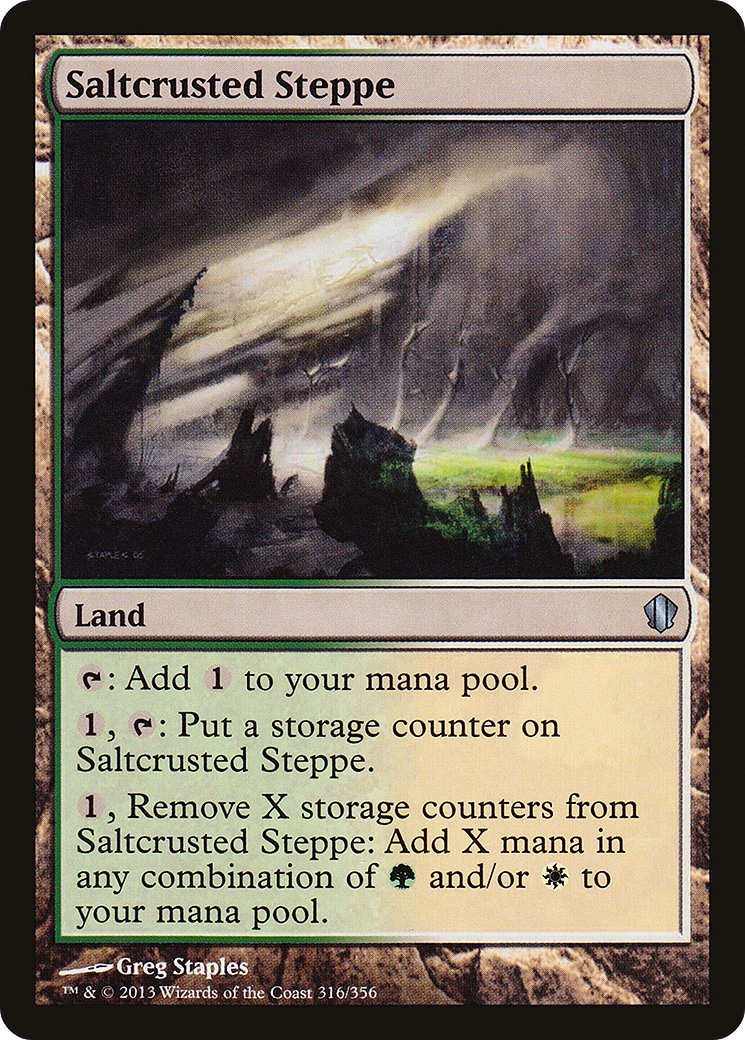 Saltcrusted Steppe
STAPLES 05
Land
: Add 1 to your mana pool.
1, : Put a storage counter on
Saltcrusted Steppe.
1, Remove X storage counters from
Saltcrusted Steppe: Add X mana in
any combination of and/or to
your mana pool.
Greg Staples
™ & © 2013 Wizards of the Coast 316/356